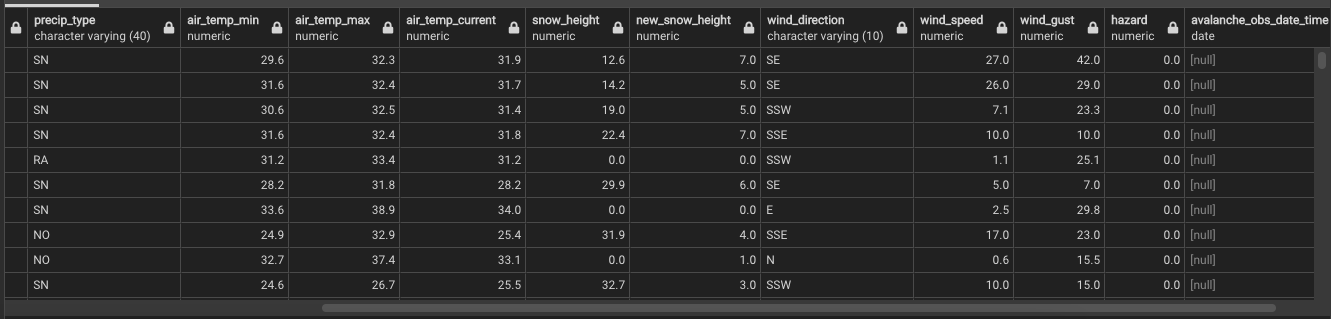 precip_type air_temp_min air_temp_max air_temp_current snow_height new_snow_height wind_direction wind_speed wind_gust hazard avalanche_obs_date_time
character varying (40) numeric numeric numeric numeric numeric character varying (10) numeric numeric numeric date
SN 29.6 32.3 31.9 12.6 7.0 SE 27.0 42.0 0.0 [null]
SN 31.6 32.4 31.7 14.2 5.0 SE 26.0 29.0 0.0 [null]
SN 30.6 32.5 31.4 19.0 5.0 SSW 7.1 23.3 0.0 [null]
SN 31.6 32.4 31.8 22.4 7.0 SSE 10.0 10.0 0.0 [null]
RA 31.2 33.4 31.2 0.0 0.0 SSW 1.1 25.1 0.0 [null]
SN 28.2 31.8 28.2 29.9 6.0 SE 5.0 7.0 0.0 [null]
SN 33.6 38.9 34.0 0.0 0.0 E 2.5 29.8 0.0 [null]
NO 24.9 32.9 25.4 31.9 4.0 SSE 17.0 23.0 0.0 [null]
NO 32.7 37.4 33.1 0.0 1.0 N 0.6 15.5 0.0 [null]
SN 24.6 26.7 25.5 32.7 3.0 SSW 10.0 15.0 0.0 [null]